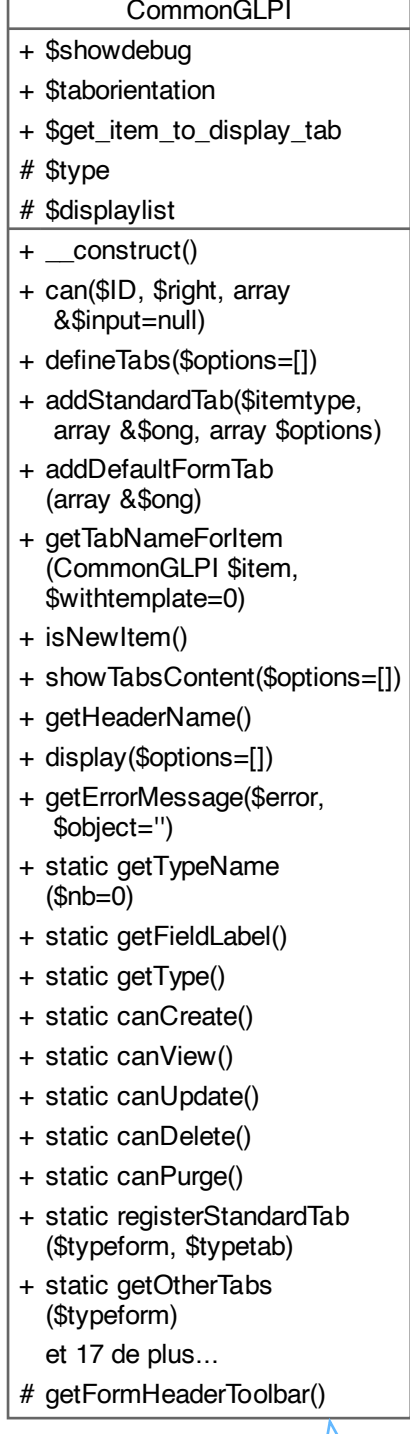 CommonGLPI
+ $showdebug
+ $taborientation
+ $get_item_to_display_tab
# $type
# $displaylist
+ __construct()
+ can($ID, $right, array
&$input=null)
+ defineTabs($options=[])
+ addStandardTab($itemtype,
array &$ong, array $options)
+ addDefaultFormTab
(array &$ong)
+ getTabNameForItem
(CommonGLPI $item,
$withtemplate=0)
+ isNewItem()
+ showTabsContent($options=[])
+ getHeaderName()
+ display($options=[])
+ getErrorMessage($error,
$object='')
+ static getTypeName
($nb=0)
+ static getFieldLabel()
+ static getType()
+ static canCreate()
+ static canView()
+ static canUpdate()
+ static canDelete()
+ static canPurge()
+ static registerStandardTab
($typeform, $typetab)
+ static getOtherTabs
($typeform)
et 17 de plus...
# getFormHeaderToolbar()